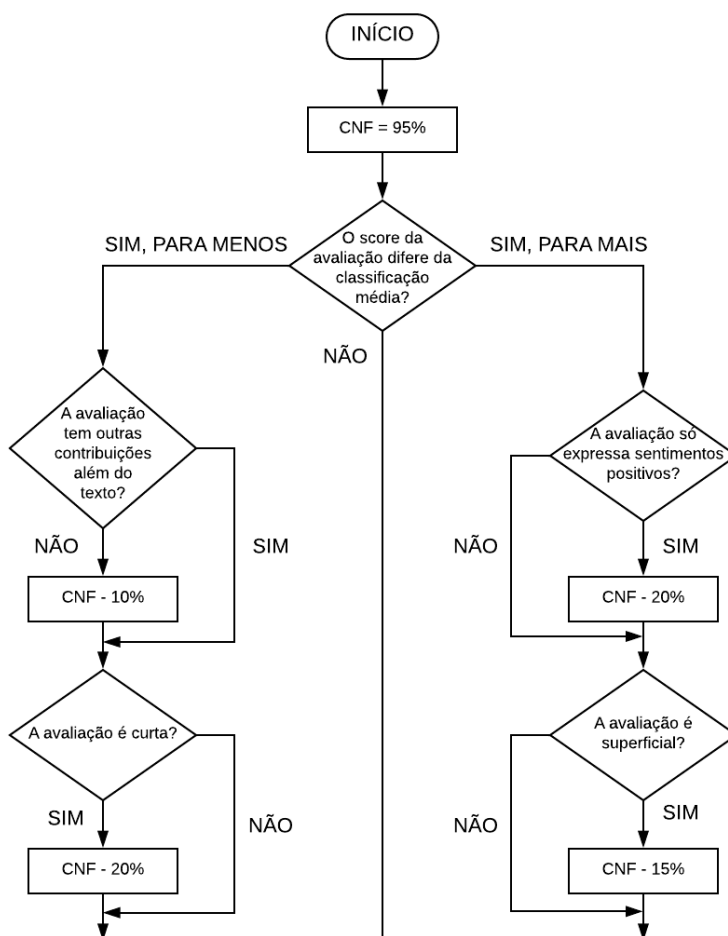 INÍCIO
CNF = 95%
O score da
avaliação difere da
classificação
média?
SIM, PARA MENOS
SIM, PARA MAIS
NÃO
A avaliação
tem outras
contribuições
além do
texto?
NÃO
SIM
CNF - 10%
A avaliação é curta?
SIM
NÃO
CNF - 20%
A avaliação só
expressa sentimentos
positivos?
NÃO
SIM
CNF - 20%
A avaliação é
superficial?
NÃO
SIM
CNF - 15%